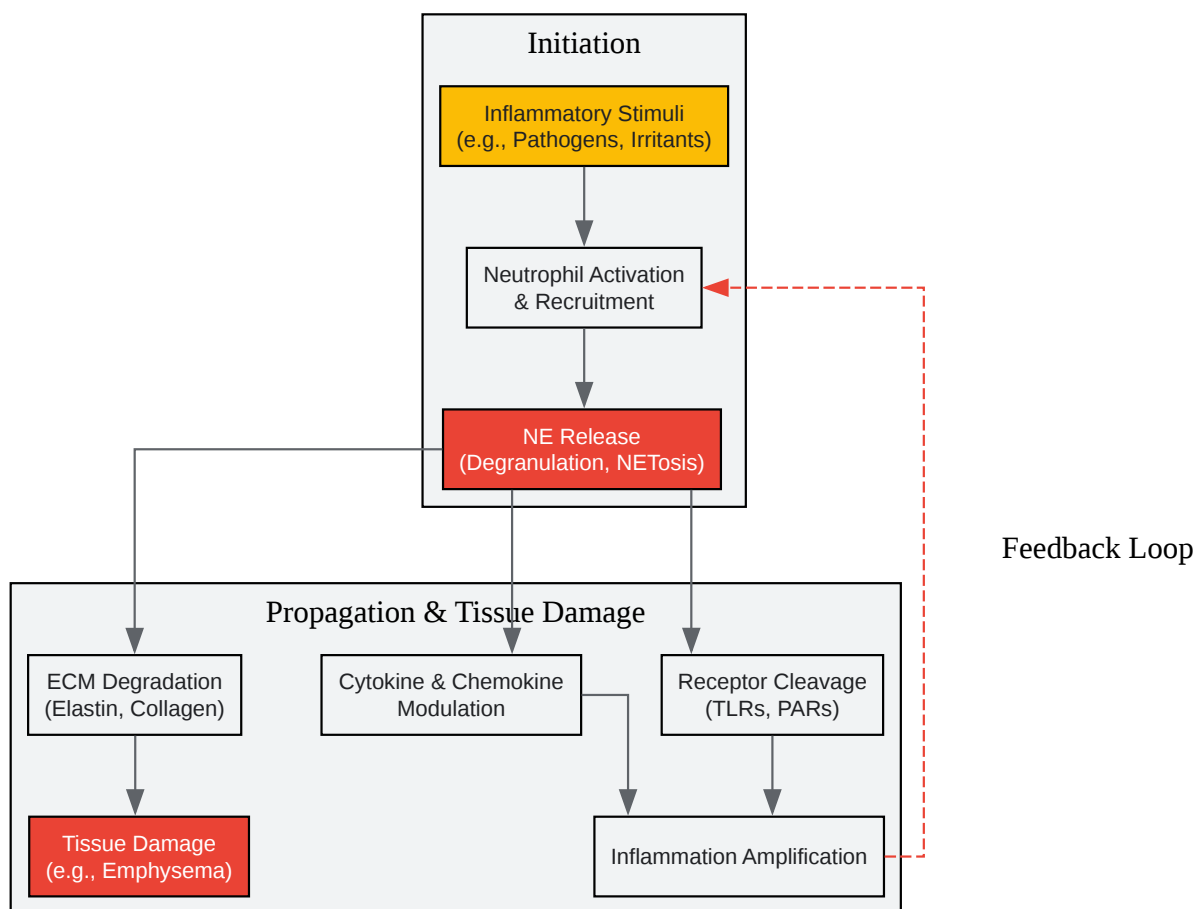 Initiation
Inflammatory Stimuli
(e.g., Pathogens, Irritants)
Neutrophil Activation
& Recruitment
NE Release
(Degranulation, NETosis)
Feedback Loop
Propagation & Tissue Damage
ECM Degradation
(Elastin, Collagen)
Cytokine & Chemokine
Modulation
Receptor Cleavage
(TLRs, PARs)
Tissue Damage
(e.g., Emphysema)
Inflammation Amplification